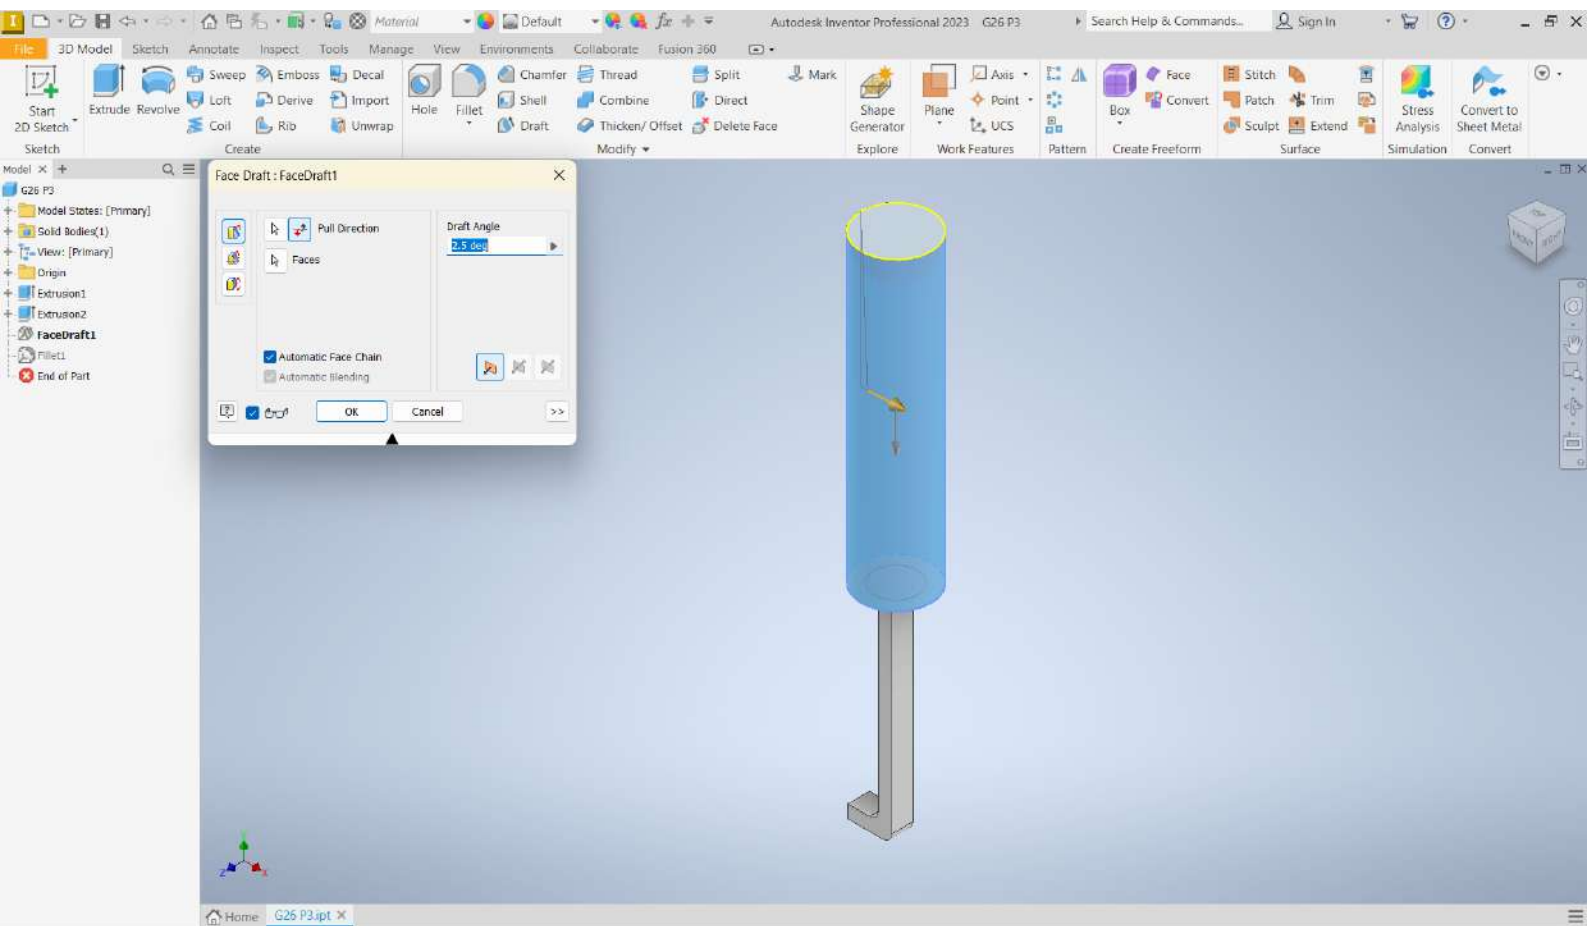 Material
Default
Autodesk Inventor Professional 2023 G26 P3
Search Help & Commands...
Sign In
File 3D Model Sketch Annotate Inspect Tools Manage View Environments Collaborate Fusion 360
Start
2D Sketch
Extrude Revolve
Sweep Emboss Decal
Loft Derive Import
Coil Rib Unwrap
Hole Fillet
Chamfer Thread Split Mark
Shell Combine Direct
Draft Thicken/ Offset Delete Face
Shape
Generator
Plane
Axis
Point
UCS
Box
Face
Convert
Stitch
Patch Trim
Sculpt Extend
Stress
Analysis
Convert to
Sheet Metal
Sketch Create Modify Explore Work Features Pattern Create Freeform Surface Simulation Convert
Model
G26 P3
Model States: [Primary]
Solid Bodies(1)
View: [Primary]
Origin
Extrusion1
Extrusion2
FaceDraft1
Fillet1
End of Part
Face Draft : FaceDraft1
Pull Direction
Faces
Draft Angle
2.5 deg
Automatic Face Chain
Automatic Blending
OK Cancel >>
FRONT RIGHT
Y
Z X
Home G26 P3.ipt